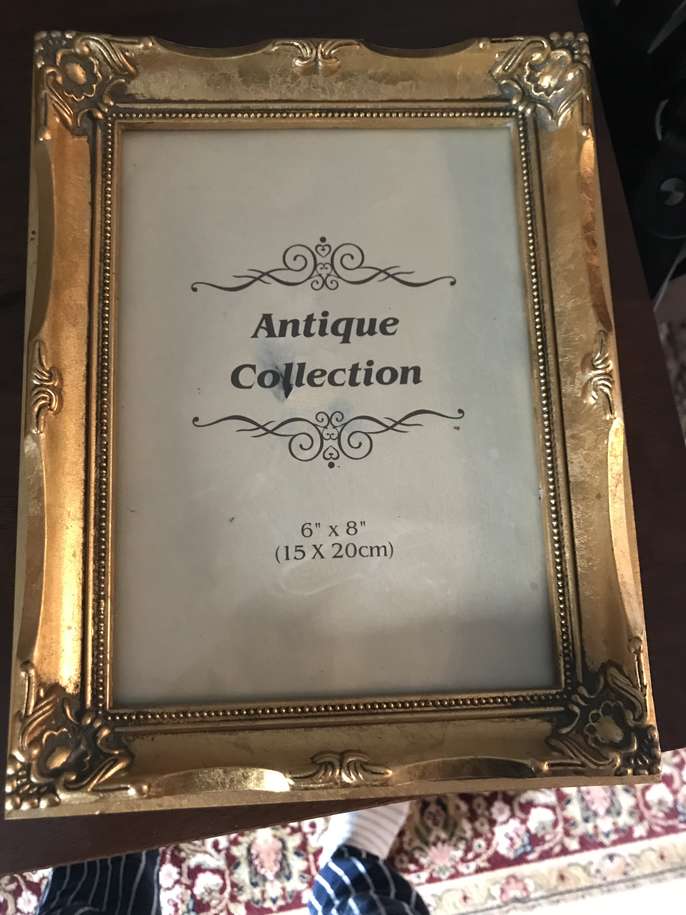 Antique
Collection
6" x 8"
(15 X 20cm)